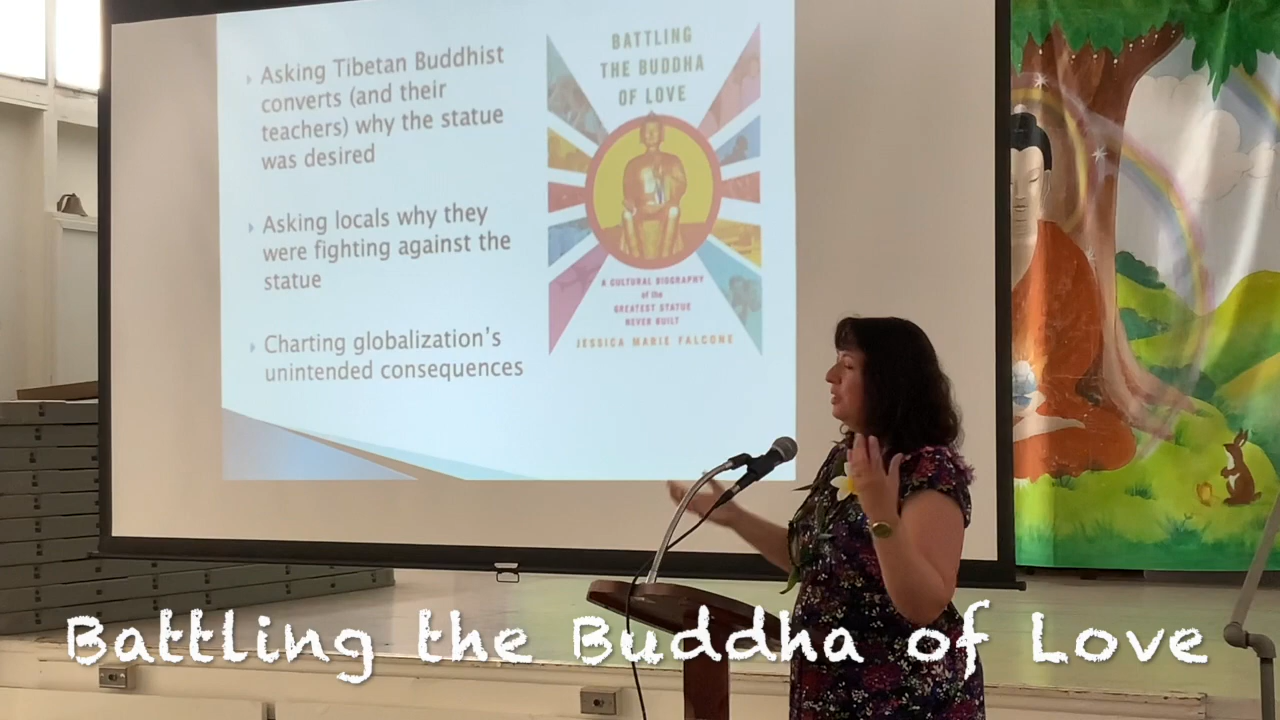 Asking Tibetan Buddhist
converts (and their
teachers) why the statue
was desired
Asking locals why they
were fighting against the
statue
Charting globalization's
unintended consequences
BATTLING
THE BUDDHA
OF LOVE
A CULTURAL BIOGRAPHY
of the
GREATEST STATUE
NEVER BUILT
JESSICA MARIE FALCONE
Battling the Buddha of Love